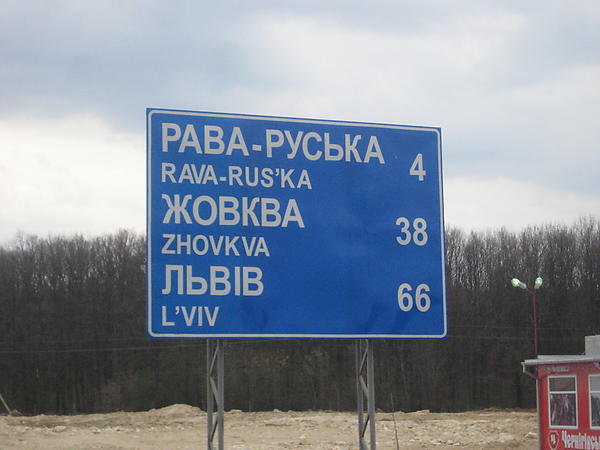 РАВА-РУСЬКА 4
RAVA-RUS'KA
ЖОВКВА 38
ZHOVKVA
ЛЬВІВ 66
L'VIV